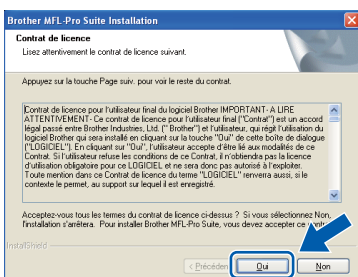 Brother MFL-Pro Suite Installation
Contrat de licence
Lisez attentivement le contrat de licence suivant.
Appuyez sur la touche Page suiv. pour voir le reste du contrat.
Contrat de licence pour l'utilisateur final du logiciel Brother IMPORTANT- A LIRE
ATTENTIVEMENT- Ce contrat de licence pour l'utilisateur final ("Contrat") est un accord
légal passé entre Brother Industries, Ltd. (" Brother") et l'utilisateur, qui régit l'utilisation du
logiciel Brother qui sera installé en cliquant sur la touche "Oui" de cette boîte de dialogue
("LOGICIEL"). En cliquant sur "Oui", l'utilisateur accepte d'être lié aux modalités de ce
Contrat. Si l'utilisateur refuse les conditions de ce Contrat, il n'obtiendra pas la licence
d'utilisation obligatoire pour ce LOGICIEL et ne sera donc pas autorisé à l'exploiter.
Toute mention dans ce Contrat de licence du terme "LOGICIEL" renverra aussi, si le
contexte le permet, au support sur lequel il est enregistré.
Acceptez-vous tous les termes du contrat de licence ci-dessus ? Si vous sélectionnez Non,
l'installation s'arrêtera. Pour installer Brother MFL-Pro Suite, vous devez accepter ce
InstallShield
< Précéden Oui Non